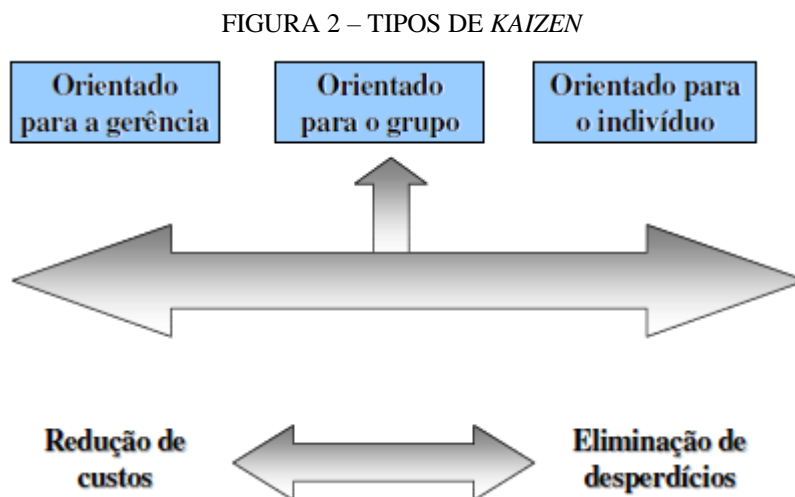 FIGURA 2 – TIPOS DE KAIZEN
Orientado
para a gerência
Orientado
para o grupo
Orientado para
o indivíduo
Redução de
custos
Eliminação de
desperdícios